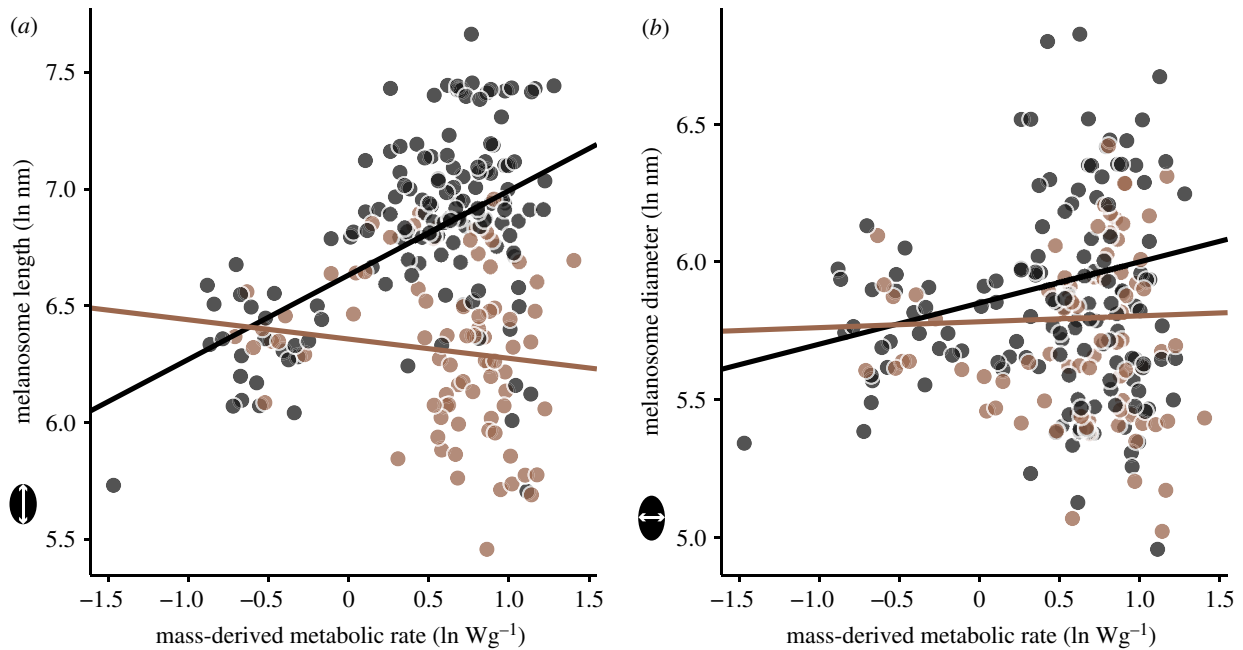 (a)
melanosome length (ln nm)
7.5
7.0
6.5
6.0
5.5
−1.5 −1.0 −0.5 0 0.5 1.0 1.5
mass-derived metabolic rate (ln Wg⁻¹)
(b)
melanosome diameter (ln nm)
6.5
6.0
5.5
5.0
−1.5 −1.0 −0.5 0 0.5 1.0 1.5
mass-derived metabolic rate (ln Wg⁻¹)